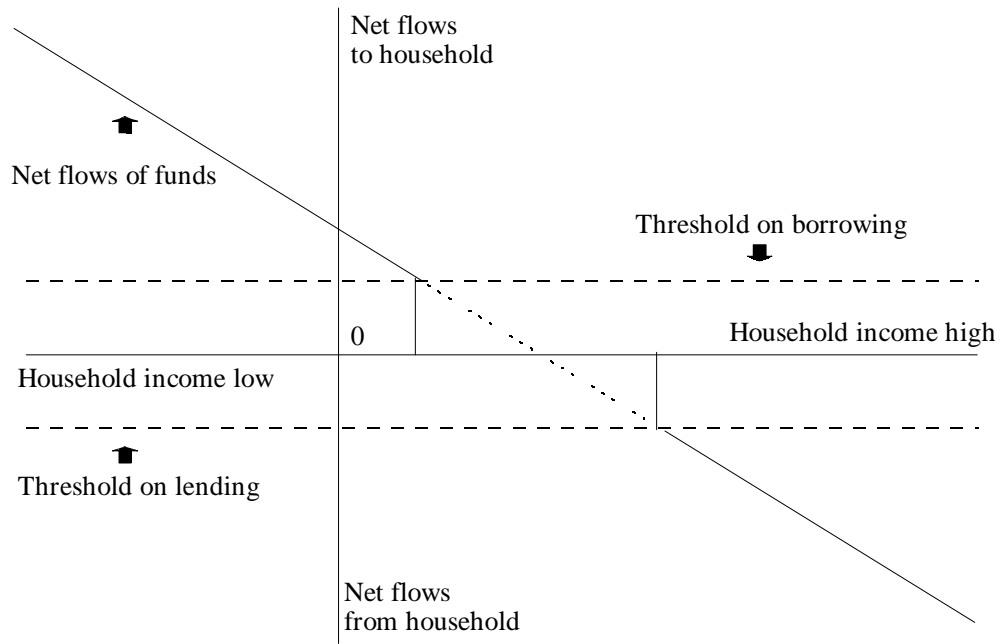 Net flows
to household
Net flows of funds
Threshold on borrowing
0
Household income high
Household income low
Threshold on lending
Net flows
from household